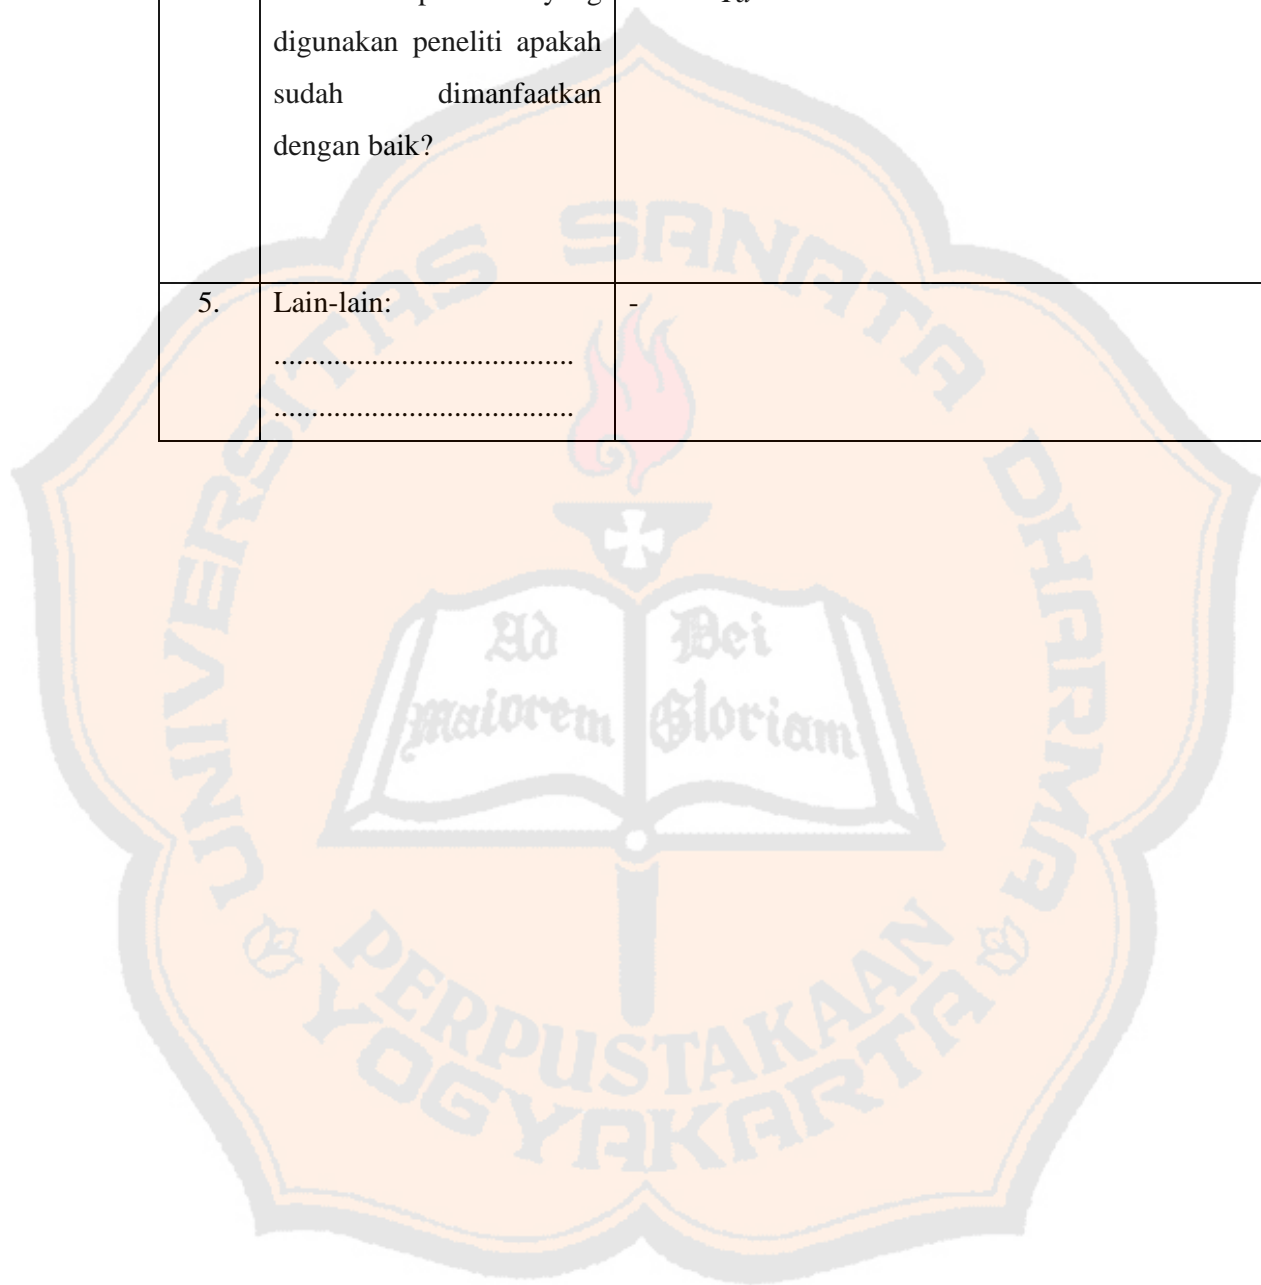 digunakan peneliti apakah
sudah dimanfaatkan
dengan baik?
5. Lain-lain: -
........................................
........................................
UNIVERSITAS SANATA DHARMA
Ad Dei
maiorem Gloriam
PERPUSTAKAAN
YOGYAKARTA